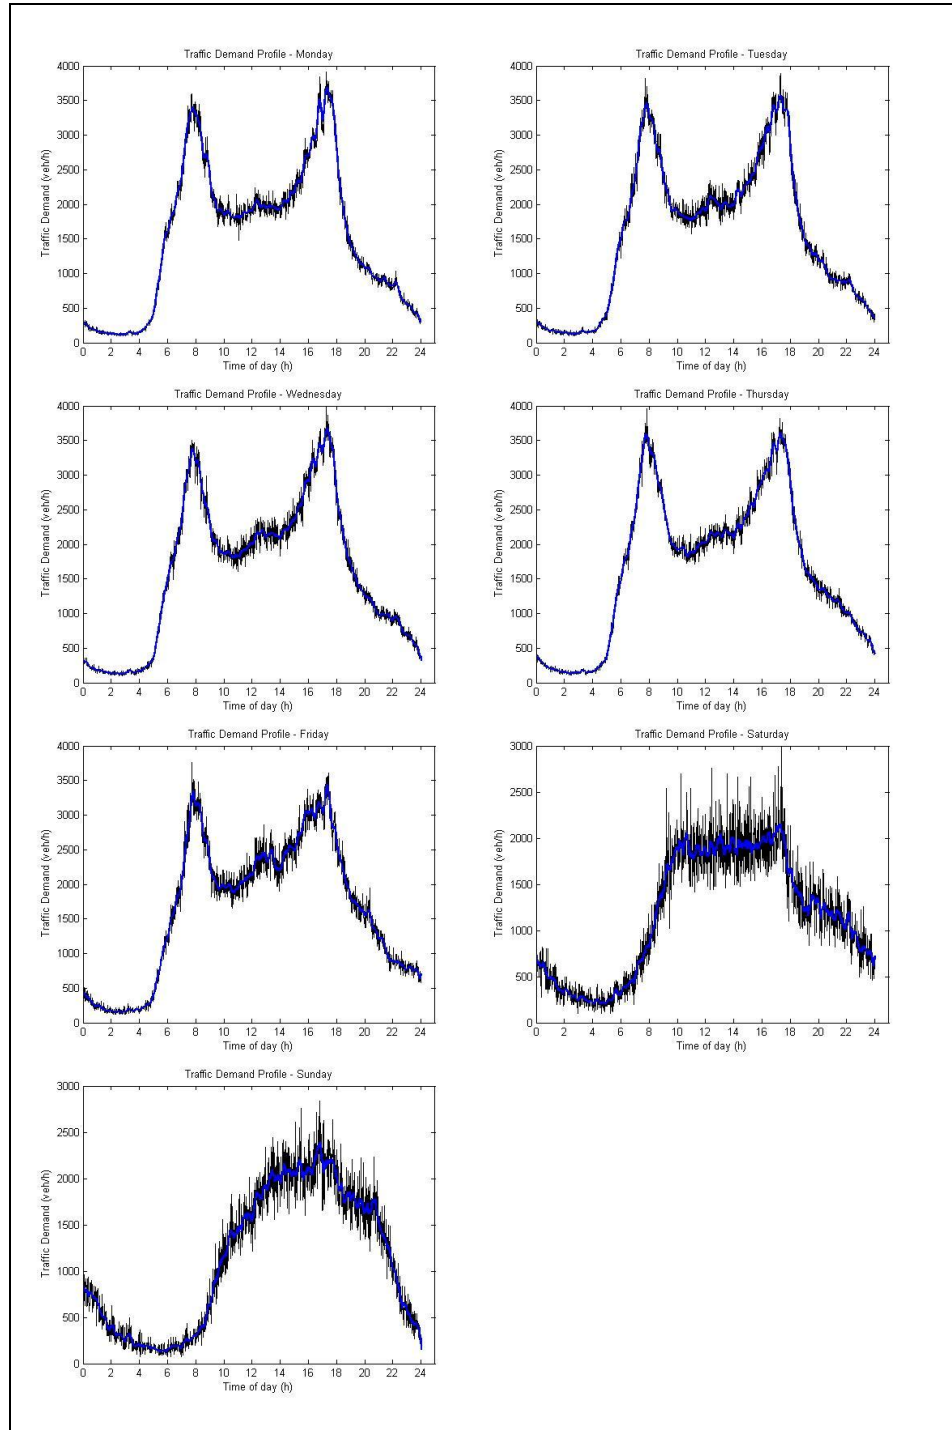 Traffic Demand Profile - Monday
4000
3500
3000
2500
2000
1500
1000
500
0
Traffic Demand (veh/h)
0 2 4 6 8 10 12 14 16 18 20 22 24
Time of day (h)
Traffic Demand Profile - Tuesday
4000
3500
3000
2500
2000
1500
1000
500
0
Traffic Demand (veh/h)
0 2 4 6 8 10 12 14 16 18 20 22 24
Time of day (h)
Traffic Demand Profile - Wednesday
4000
3500
3000
2500
2000
1500
1000
500
0
Traffic Demand (veh/h)
0 2 4 6 8 10 12 14 16 18 20 22 24
Time of day (h)
Traffic Demand Profile - Thursday
4000
3500
3000
2500
2000
1500
1000
500
0
Traffic Demand (veh/h)
0 2 4 6 8 10 12 14 16 18 20 22 24
Time of day (h)
Traffic Demand Profile - Friday
4000
3500
3000
2500
2000
1500
1000
500
0
Traffic Demand (veh/h)
0 2 4 6 8 10 12 14 16 18 20 22 24
Time of day (h)
Traffic Demand Profile - Saturday
3000
2500
2000
1500
1000
500
0
Traffic Demand (veh/h)
0 2 4 6 8 10 12 14 16 18 20 22 24
Time of day (h)
Traffic Demand Profile - Sunday
3000
2500
2000
1500
1000
500
0
Traffic Demand (veh/h)
0 2 4 6 8 10 12 14 16 18 20 22 24
Time of day (h)